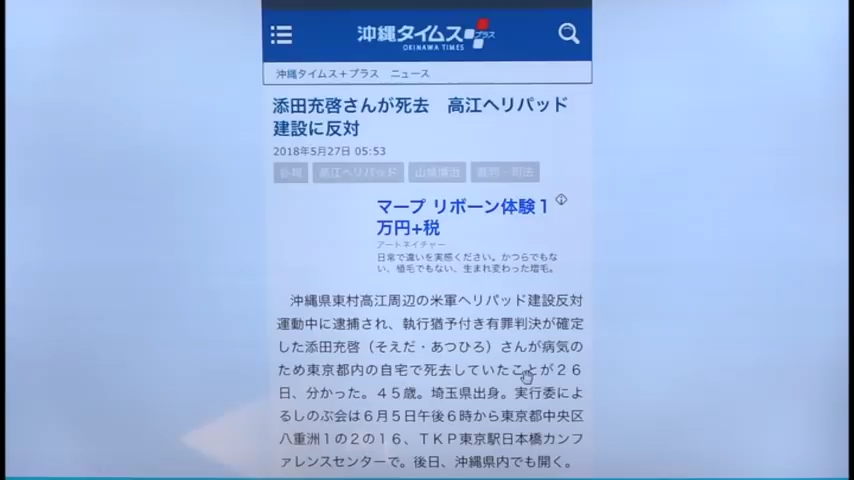 沖縄タイムス
プラス
OKINAWA TIMES
沖縄タイムス＋プラス ニュース
添田充啓さんが死去 高江ヘリパッド
建設に反対
2018年5月27日 05:53
訃報 高江ヘリパッド 山城博治 裁判・司法
マープ リボーン体験１
万円+税
アートネイチャー
日常で違いを実感ください。かつらでもな
い、植毛でもない、生まれ変わった増毛。
沖縄県東村高江周辺の米軍ヘリパッド建設反対
運動中に逮捕され、執行猶予付き有罪判決が確定
した添田充啓（そえだ・あつひろ）さんが病気の
ため東京都内の自宅で死去していたことが２６
日、分かった。４５歳。埼玉県出身。実行委によ
るしのぶ会は６月５日午後６時から東京都中央区
八重洲１の２の１６、ＴＫＰ東京駅日本橋カンフ
ァレンスセンターで。後日、沖縄県内でも開く。